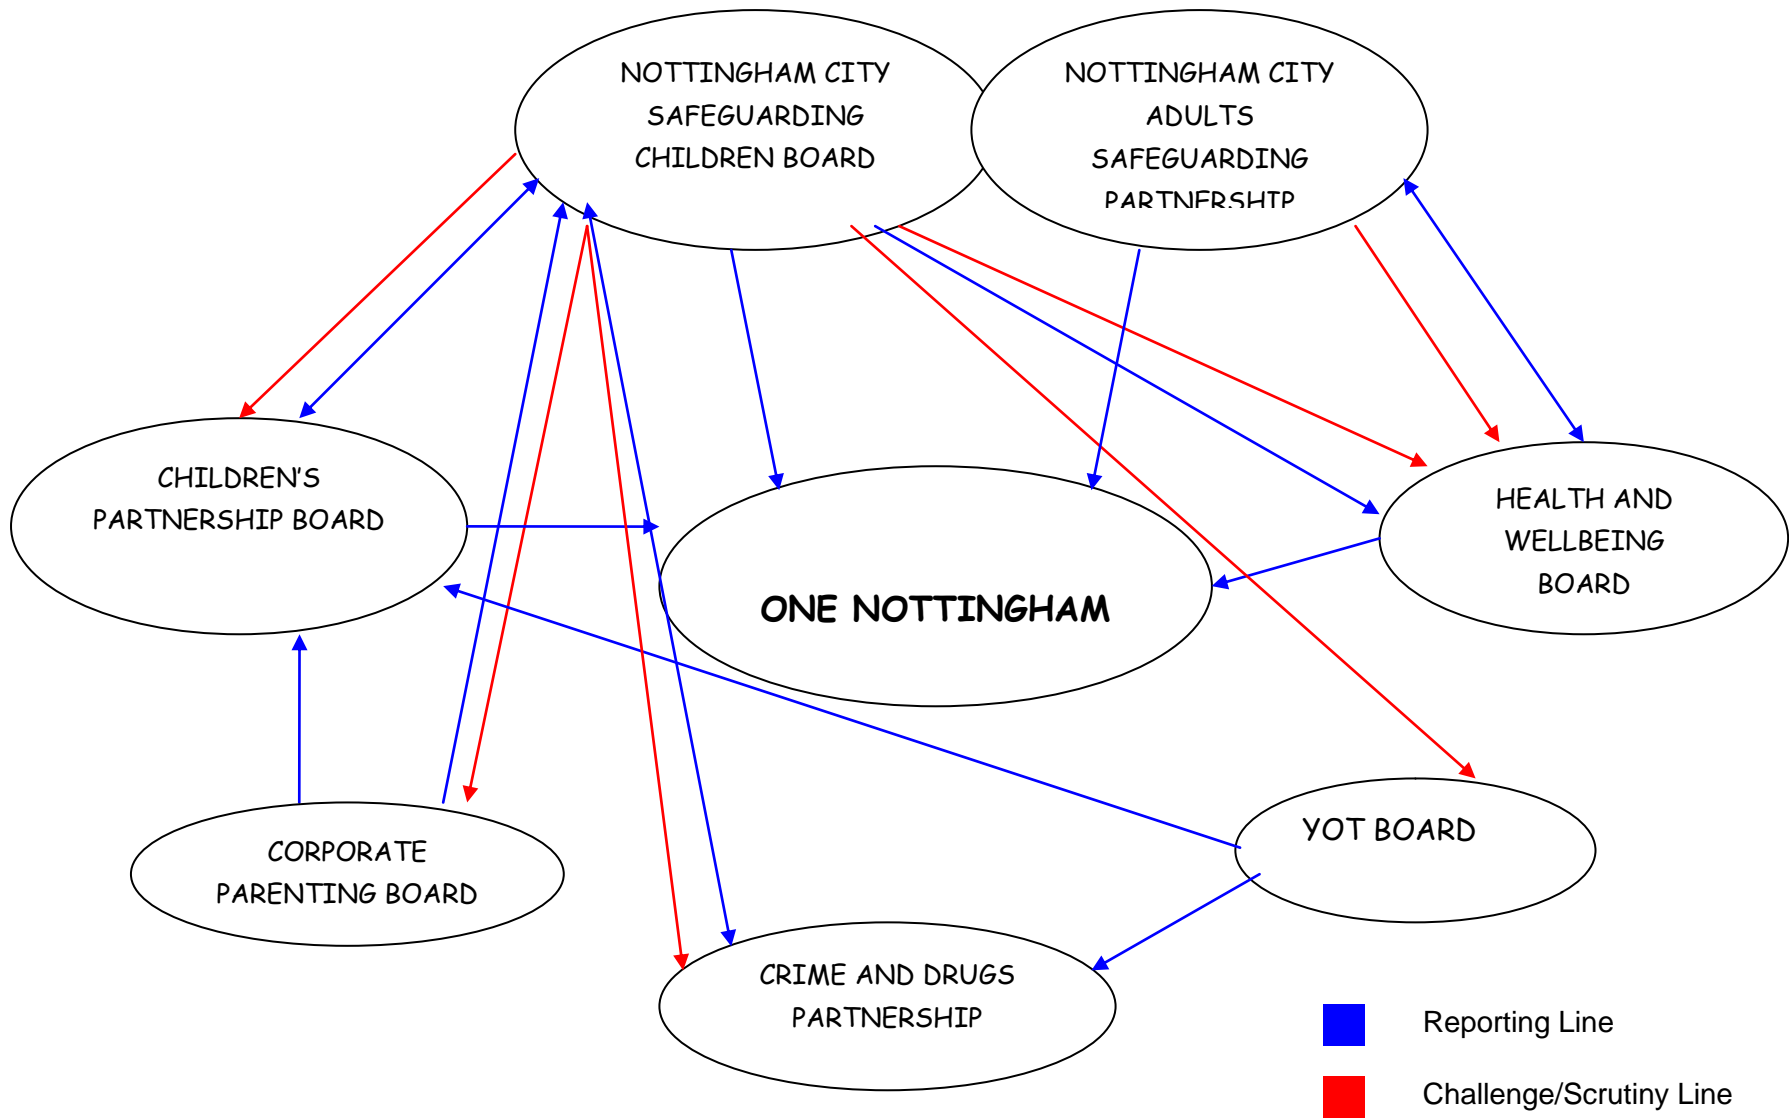 NOTTINGHAM CITY
SAFEGUARDING
CHILDREN BOARD
NOTTINGHAM CITY
ADULTS
SAFEGUARDING
PARTNERSHIP
CHILDREN'S
PARTNERSHIP BOARD
ONE NOTTINGHAM
HEALTH AND
WELLBEING
BOARD
CORPORATE
PARENTING BOARD
YOT BOARD
CRIME AND DRUGS
PARTNERSHIP
Reporting Line
Challenge/Scrutiny Line